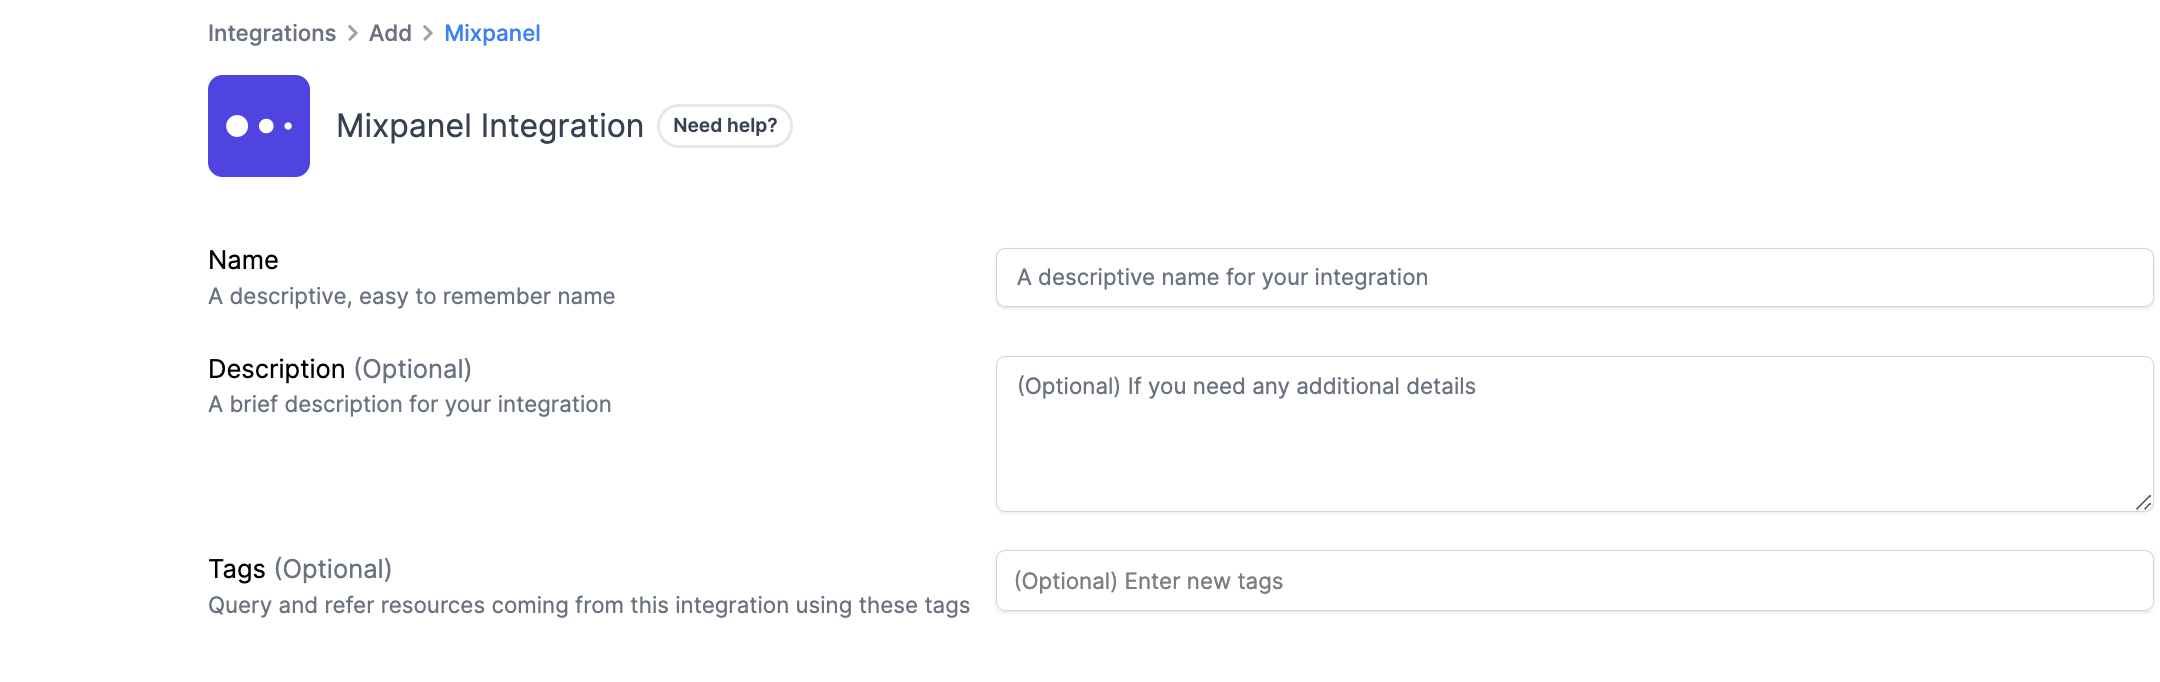 Integrations > Add > Mixpanel
Mixpanel Integration Need help?
Name
A descriptive, easy to remember name
A descriptive name for your integration
Description (Optional)
A brief description for your integration
(Optional) If you need any additional details
Tags (Optional)
Query and refer resources coming from this integration using these tags
(Optional) Enter new tags